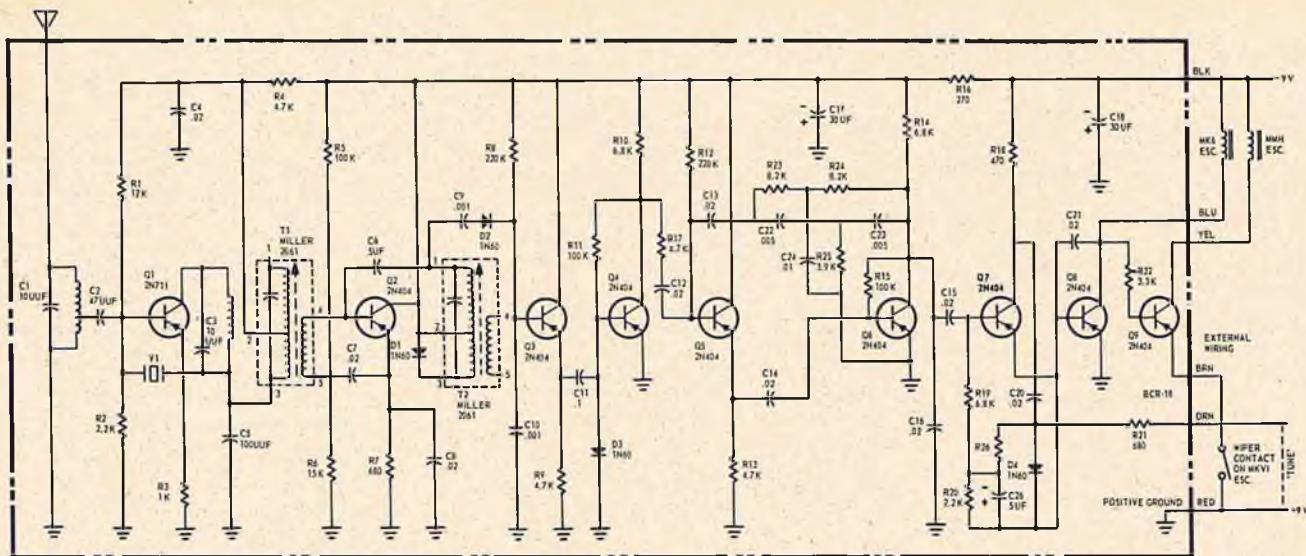 BLK
-9V
C4
.02
R4
4.7K
C17
30UF
R16
270
C18
30UF
R1
12K
R5
100K
R8
220K
R10
6.8K
R12
220K
R14
6.8K
R18
470
MK6
ESC.
MMH
ESC.
R23
8.2K
R24
8.2K
C9
.001
D2
1N60
T1
MILLER
2061
C6
5UF
R11
100K
R17
4.7K
C13
.02
C22
.005
C23
.005
C21
.02
BLU
YEL
C24
.01
R25
3.9K
R15
100K
R22
3.3K
C1
10UUF
C2
47UUF
Q1
2N711
C3
10
UUF
Q2
2N404
Q4
2N404
C12
.02
Q7
2N404
Q8
2N404
C15
.02
Q9
2N404
Y1
C7
.02
D1
1N60
Q3
2N404
Q5
2N404
Q6
2N404
EXTERNAL
WIRING
BRN
T2
MILLER
2061
C11
.1
C14
.02
R19
6.8K
C20
.02
BCR-18
ORN
R2
2.2K
C5
100UUF
C10
.001
C16
.02
R26
R21
680
WIPER
CONTACT
ON MKVI
ESC.
"TUNE"
R3
1K
R6
15K
R7
680
C8
.02
R9
4.7K
D3
1N60
R13
4.7K
R20
2.2K
C26
5UF
D4
1N60
POSITIVE GROUND
RED
+9V
1
2
3
4
5
1
2
3
4
5